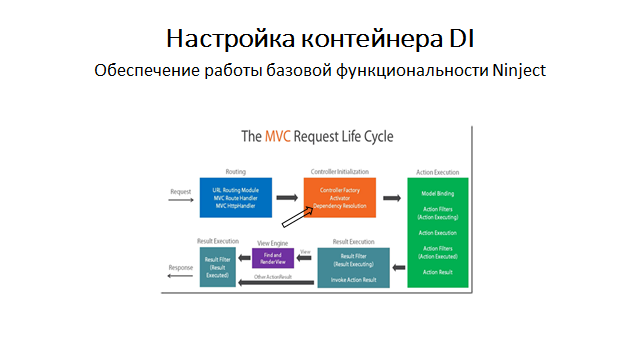 Настройка контейнера DI
Обеспечение работы базовой функциональности Ninject
The MVC Request Life Cycle
Routing
Controller Initialization
Action Execution
Request
URL Routing Module
MVC Route Handler
MVC HttpHandler
Controller Factory
Activator
Dependency Resolution
Model Binding
Action Filters
(Action Executing)
Action Execution
Action Filters
(Action Executed)
Action Result
Result Execution
View Engine
Result Execution
Response
Result Filter
(Result
Executed)
Find and
RenderView
View
Other ActionResult
Result Filter
(Result Executing)
Invoke Action Result